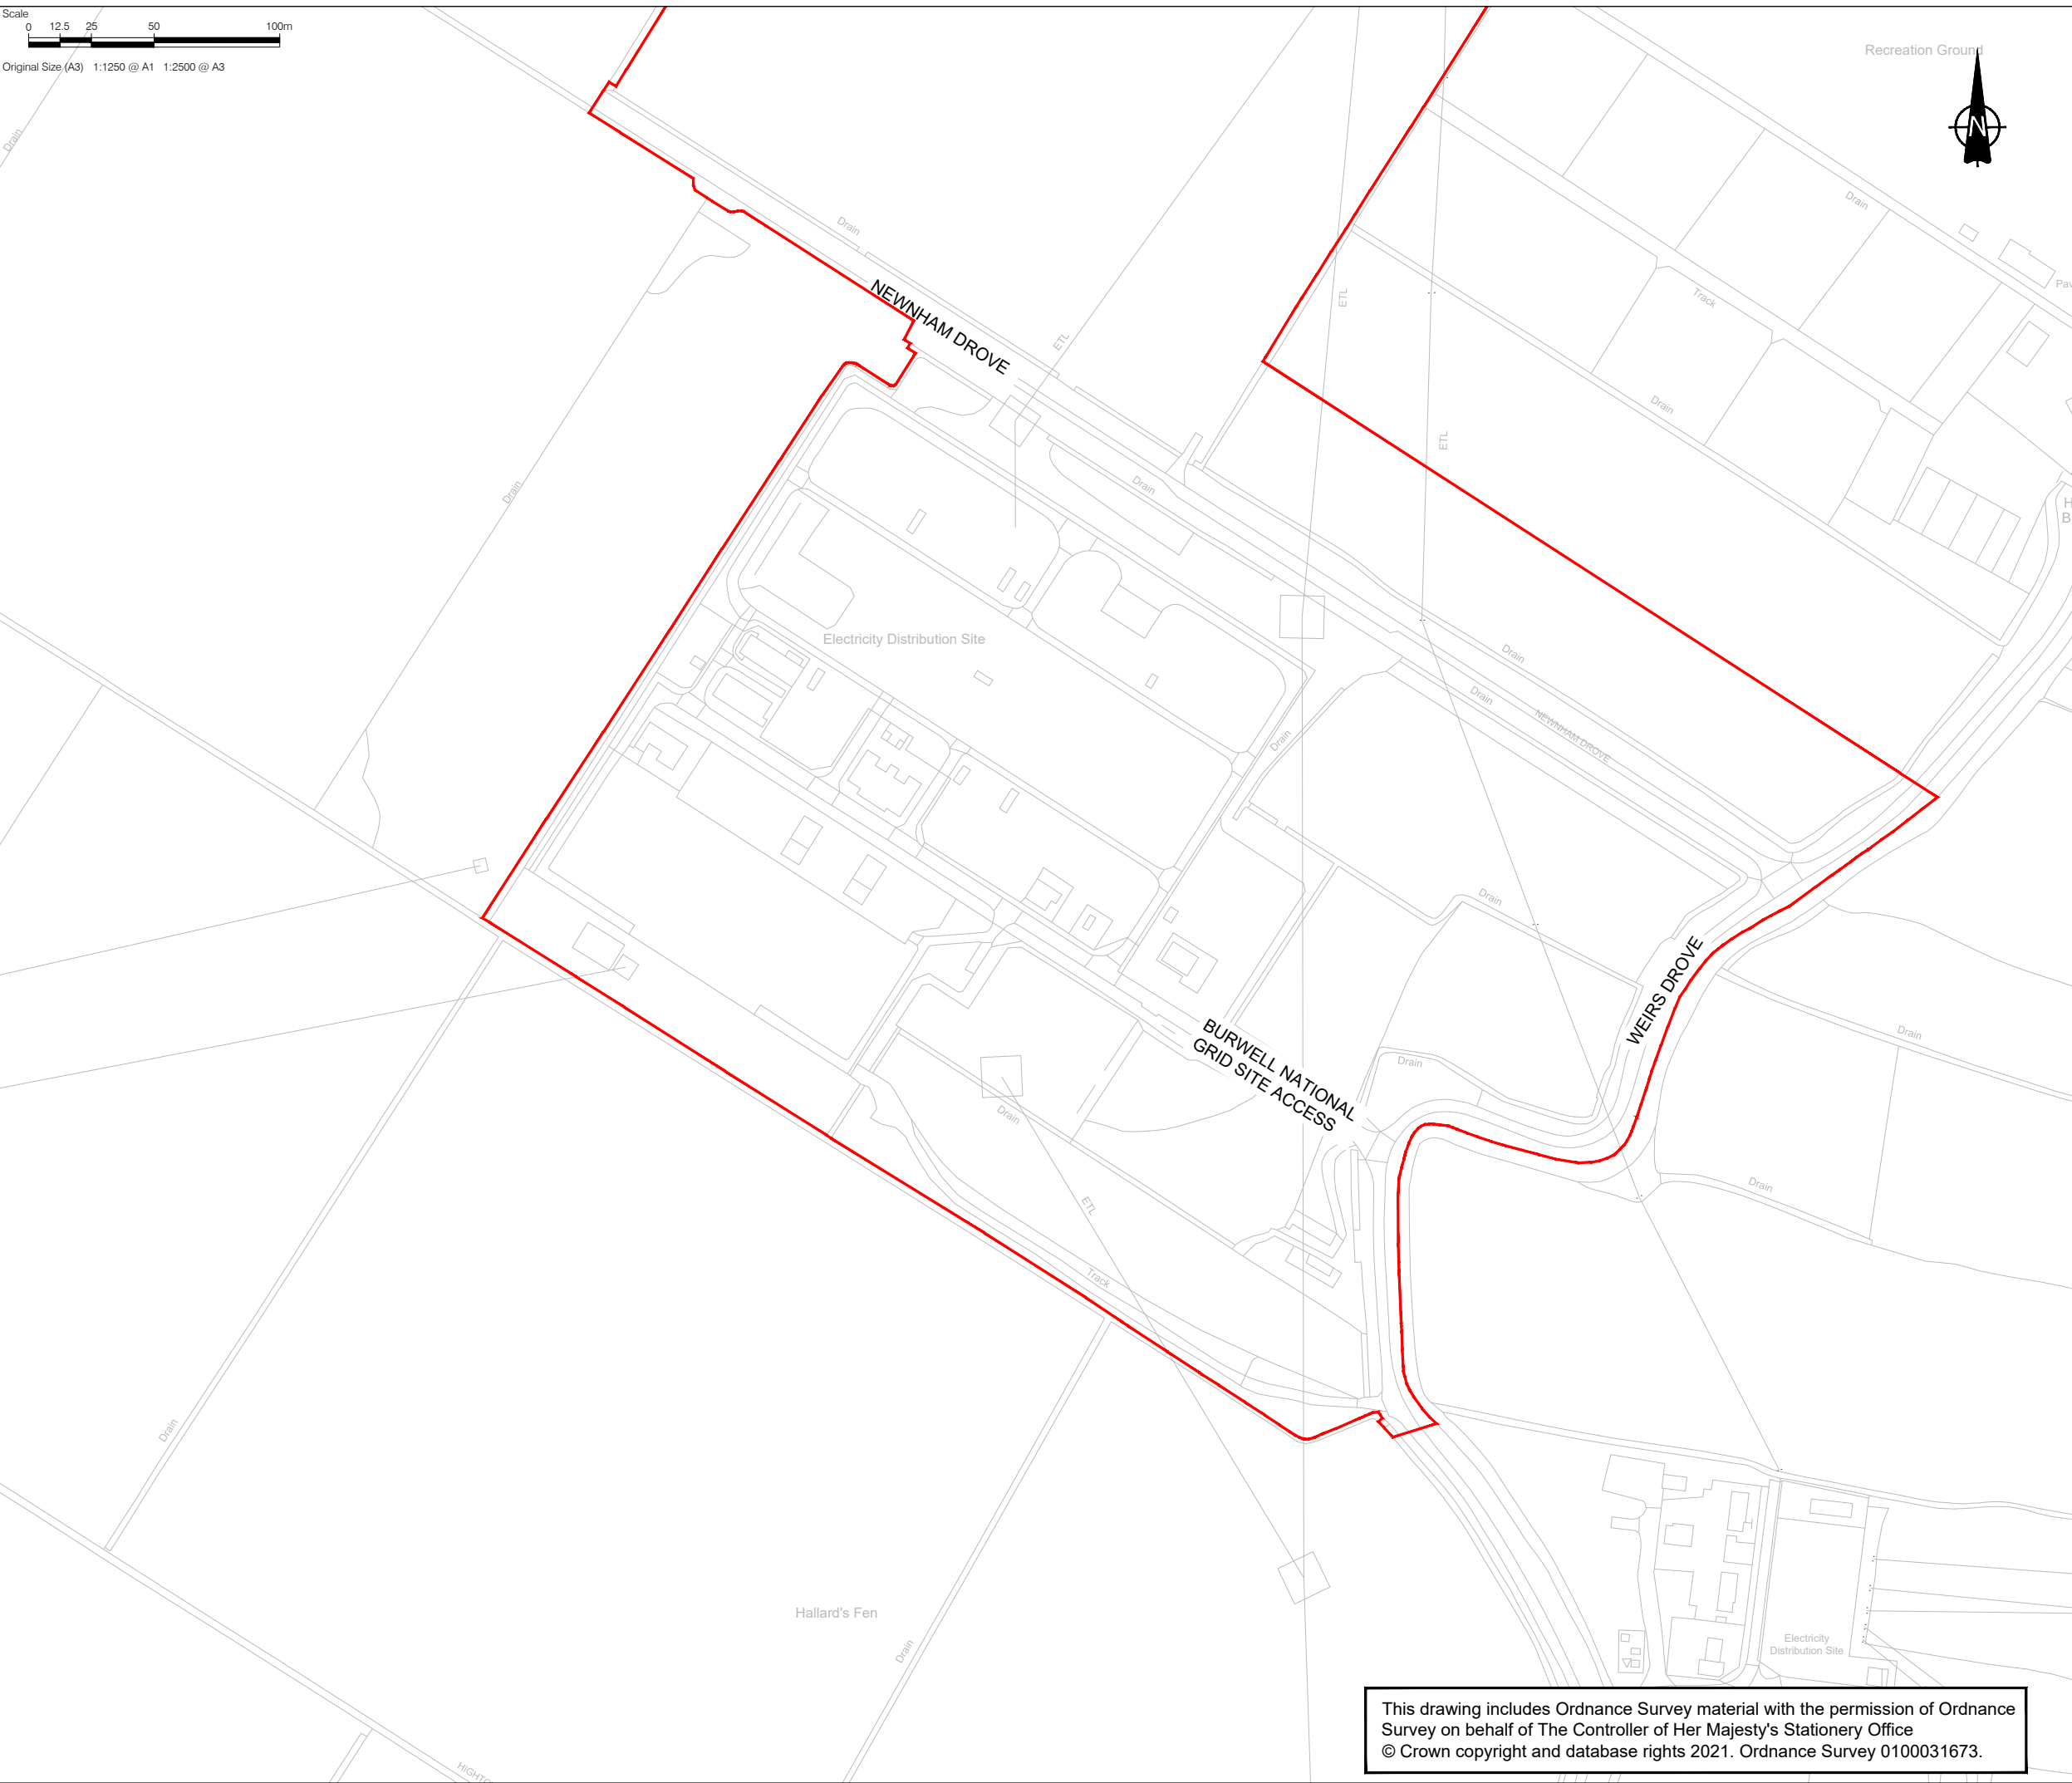 Scale
0 12.5 25 50 100m
Original Size (A3) 1:1250 @ A1 1:2500 @ A3
Recreation Ground
N
Drain
Drain
Drain
NEWNHAM DROVE
ETL
ETL
Track
Drain
ETL
Drain
Drain
Electricity Distribution Site
Drain
Drain
NEWNHAM DROVE
Drain
Drain
WEIRS DROVE
BURWELL NATIONAL
GRID SITE ACCESS
Drain
Drain
Drain
Drain
ETL
Track
Drain
Hallard's Fen
Drain
Electricity
Distribution Site
This drawing includes Ordnance Survey material with the permission of Ordnance
Survey on behalf of The Controller of Her Majesty's Stationery Office
© Crown copyright and database rights 2021. Ordnance Survey 0100031673.